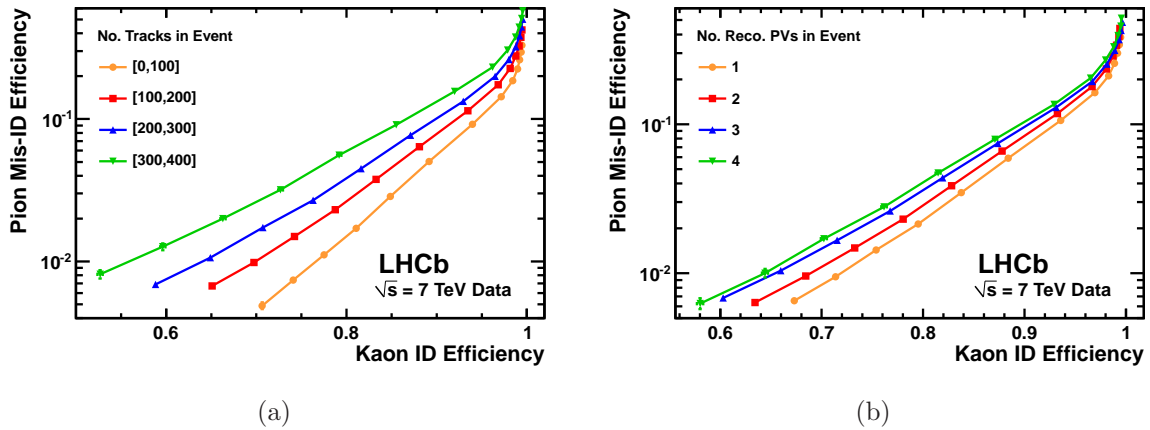 Pion Mis-ID Efficiency
No. Tracks in Event
[0,100]
[100,200]
[200,300]
[300,400]
10⁻¹
10⁻²
LHCb
√s = 7 TeV Data
0.6 0.8 1
Kaon ID Efficiency
(a)
Pion Mis-ID Efficiency
No. Reco. PVs in Event
1
2
3
4
10⁻¹
10⁻²
LHCb
√s = 7 TeV Data
0.6 0.7 0.8 0.9 1
Kaon ID Efficiency
(b)